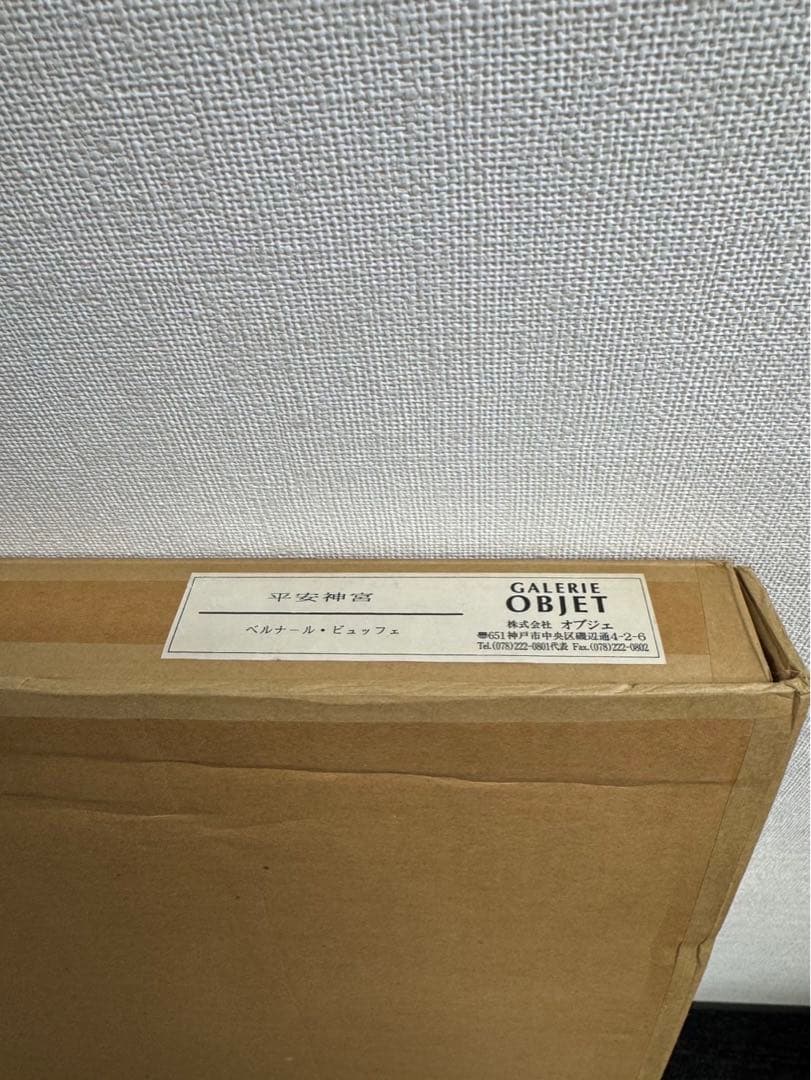 平安神宮
ベルナール・ビュッフェ
GALERIE
OBJET
株式会社 オブジェ
〠651 神戸市中央区磯辺通4-2-6
Tel.(078)222-0801代表 Fax.(078)222-0802